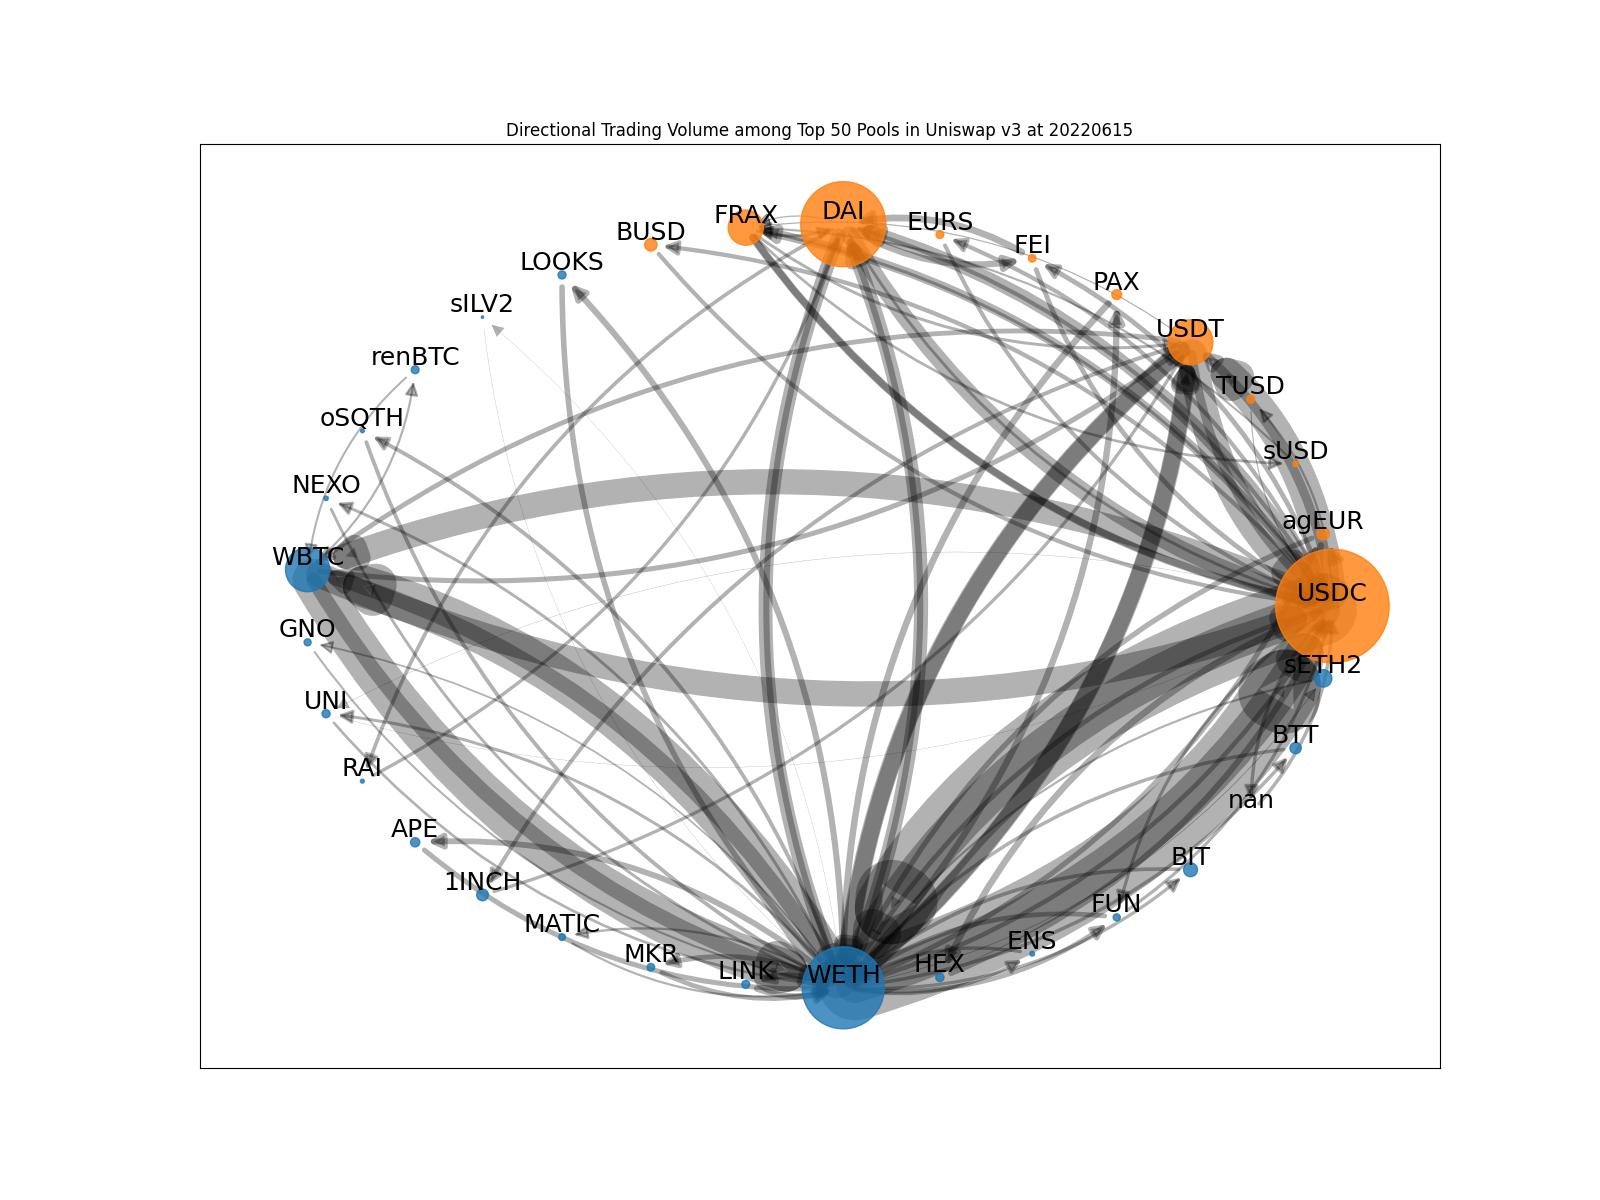 Directional Trading Volume among Top 50 Pools in Uniswap v3 at 20220615
DAI
FRAX
EURS
BUSD
FEI
LOOKS
PAX
sILV2
USDT
renBTC
TUSD
oSQTH
sUSD
NEXO
agEUR
WBTC
USDC
GNO
sETH2
UNI
BTT
RAI
nan
APE
BIT
1INCH
FUN
MATIC
ENS
MKR
HEX
LINK
WETH